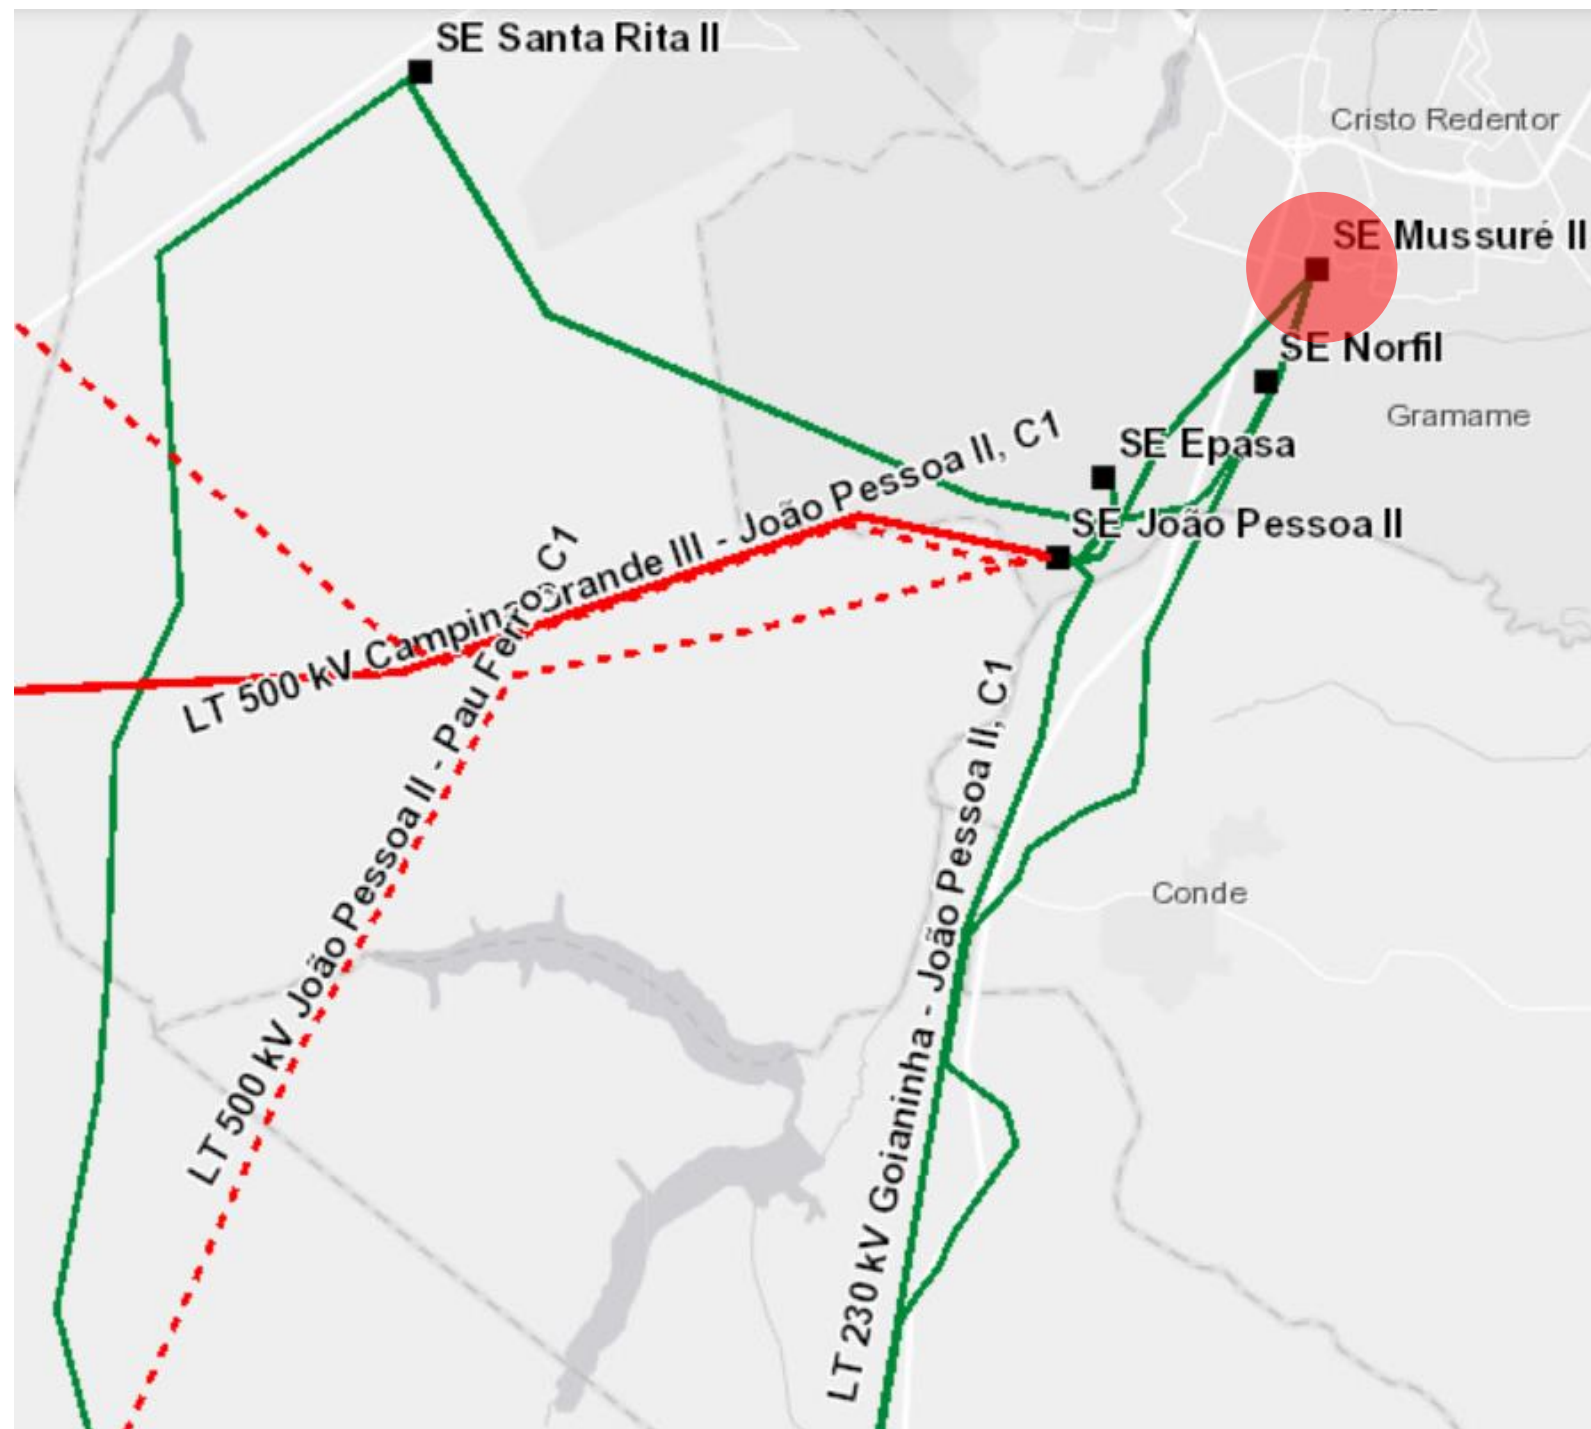 SE Santa Rita II
Cristo Redentor
SE Mussuré II
SE Norfil
Gramame
SE Epasa
SE João Pessoa II
LT 500 kV Campina Grande III - João Pessoa II, C1
LT 500 kV João Pessoa II - Pau Ferro, C1
LT 230 kV Goianinha - João Pessoa II, C1
Conde